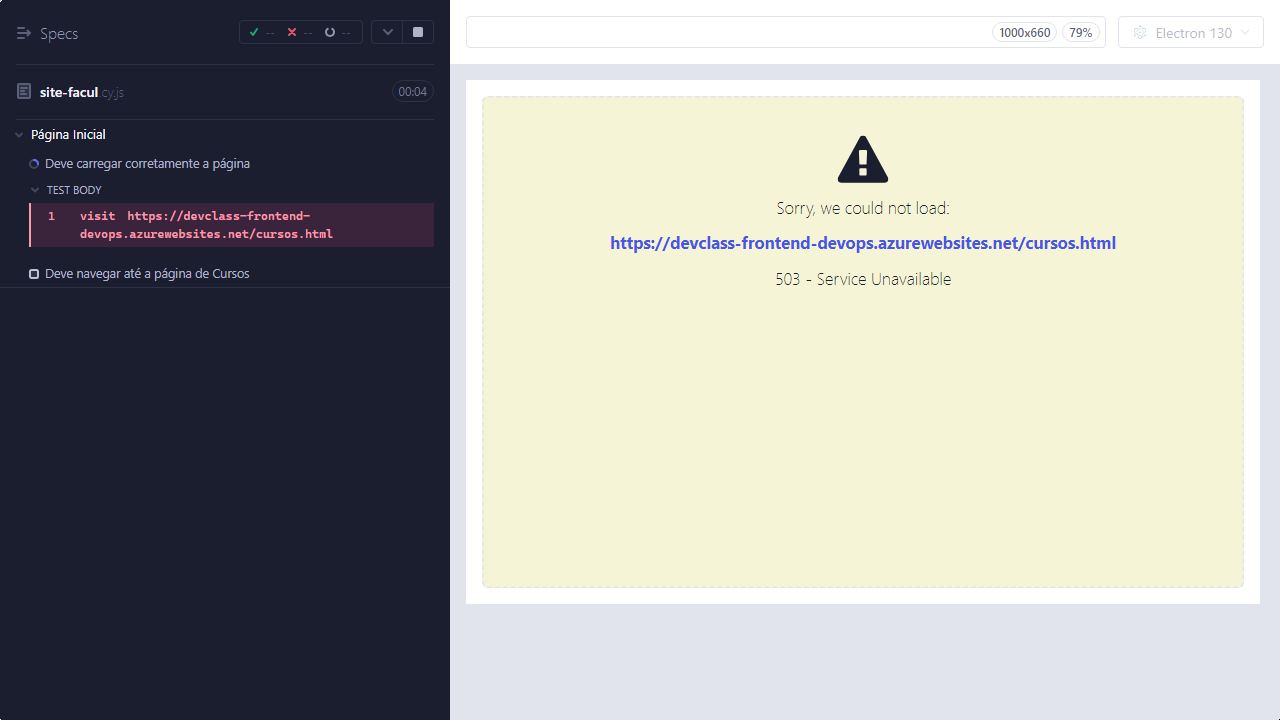 Specs
-- -- --
1000x660 79% Electron 130
site-facul.cy.js 00:04
Página Inicial
Deve carregar corretamente a página
TEST BODY
1 visit https://devclass-frontend-
devops.azurewebsites.net/cursos.html
Deve navegar até a página de Cursos
Sorry, we could not load:
https://devclass-frontend-devops.azurewebsites.net/cursos.html
503 - Service Unavailable